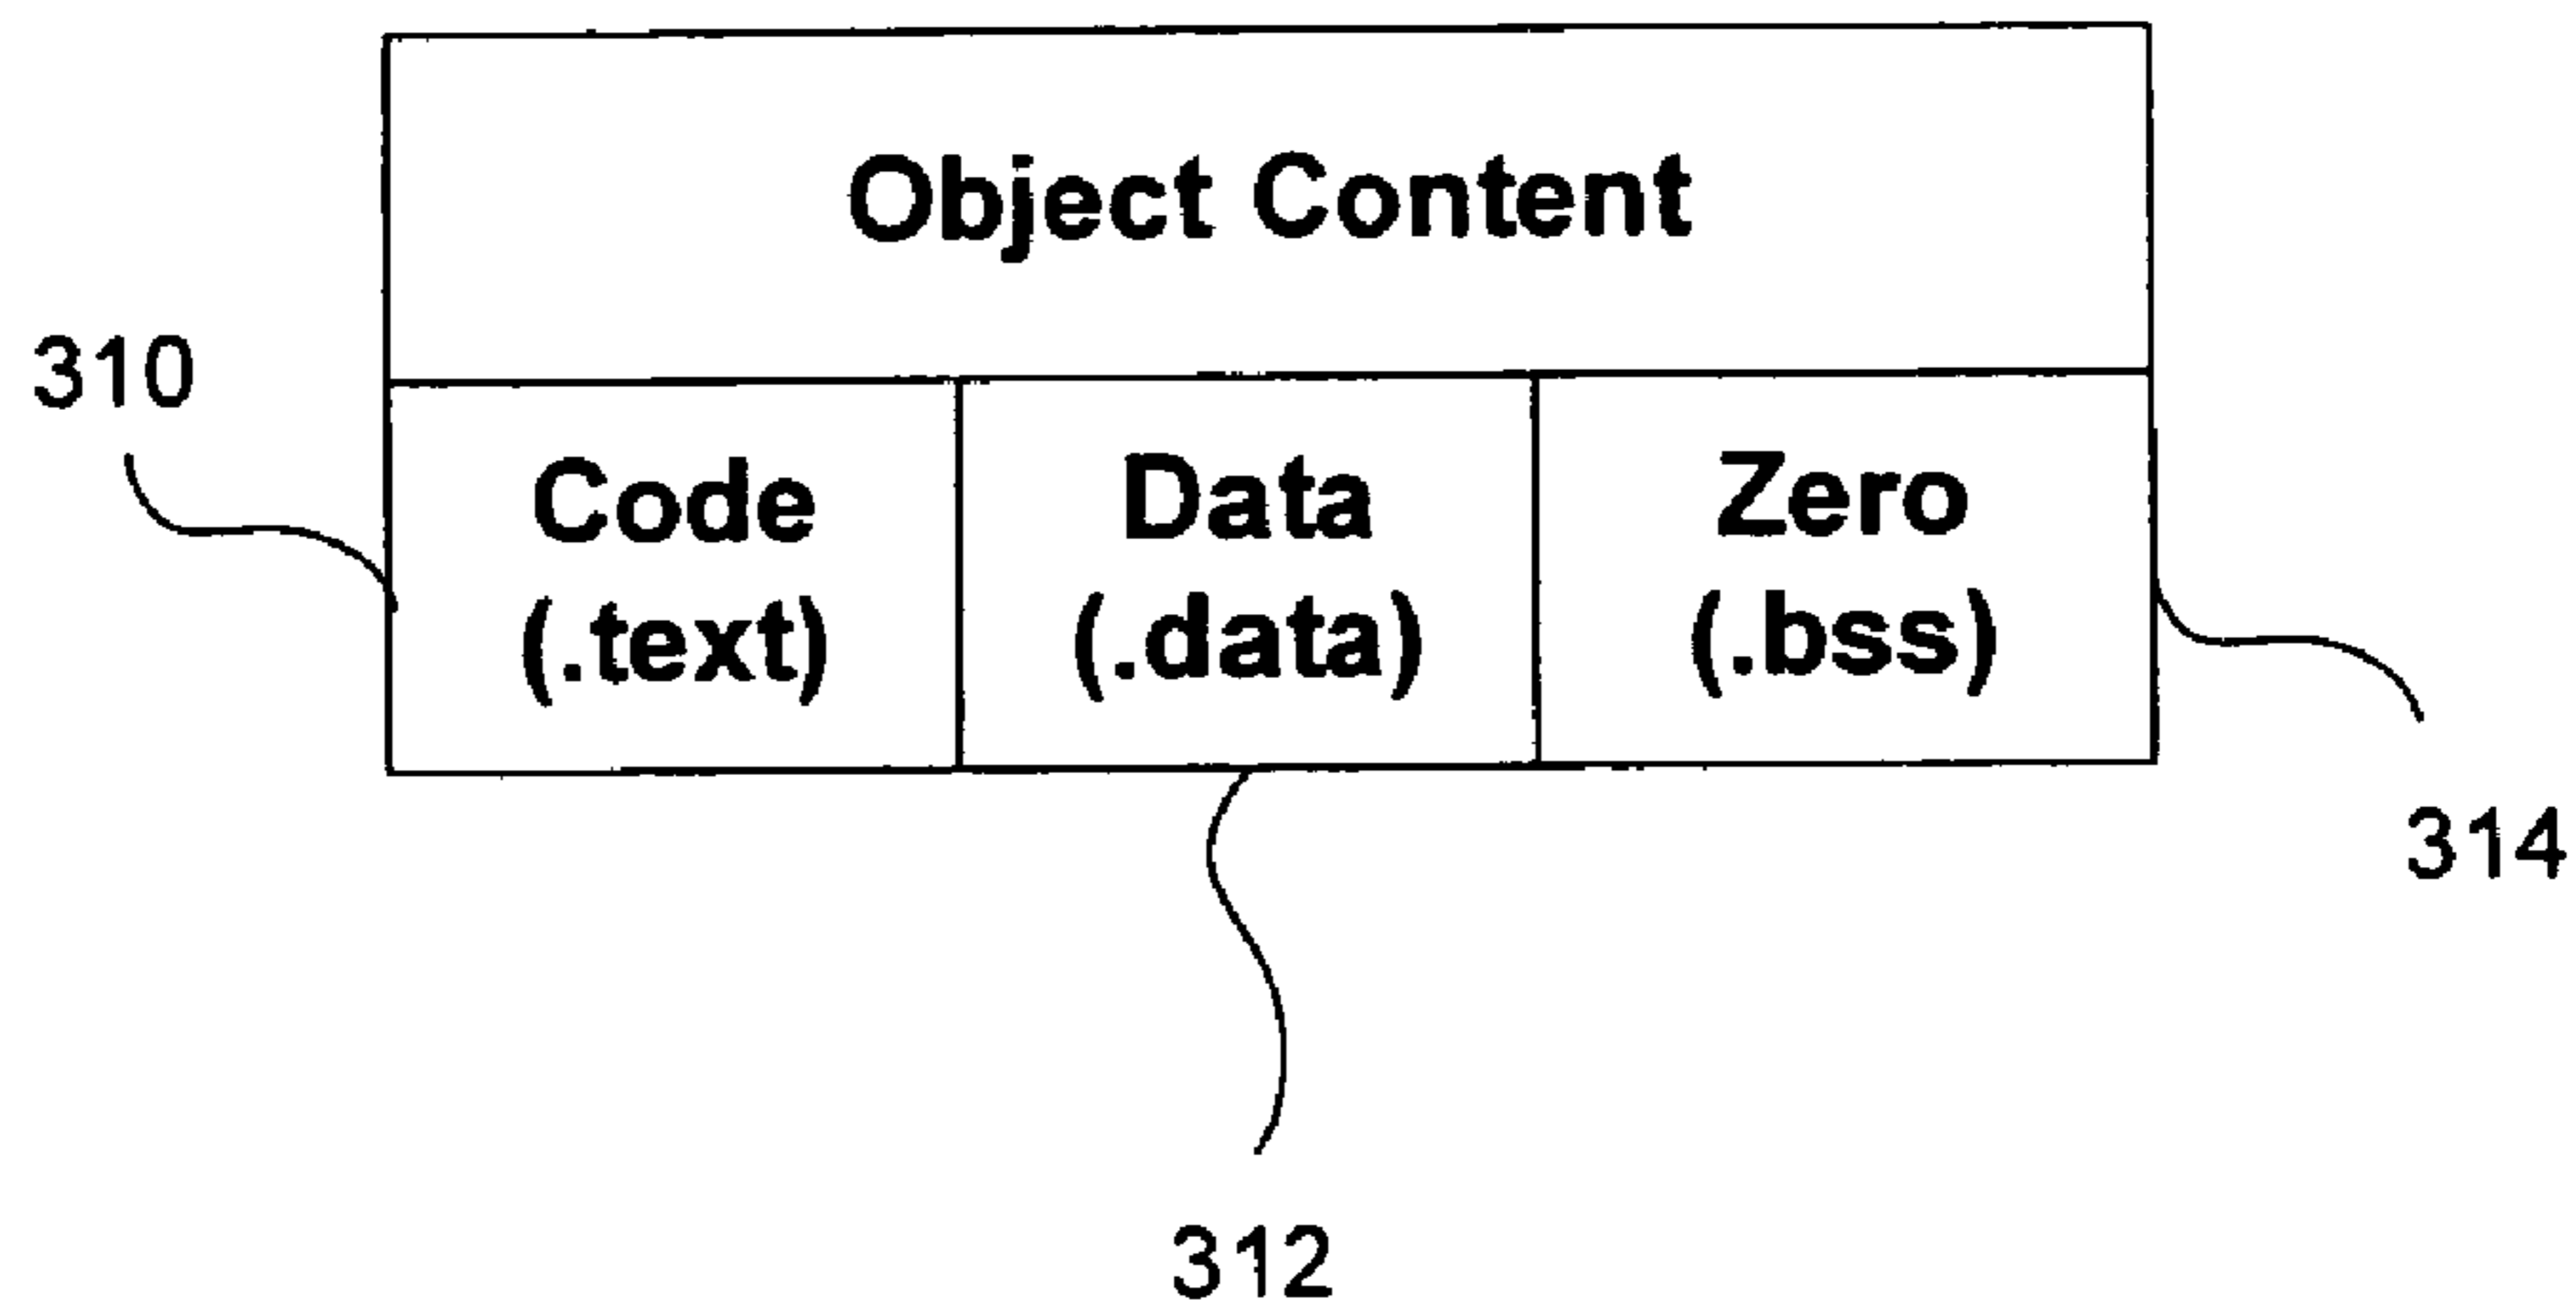 Object Content
310
Code
(.text)
Data
(.data)
Zero
(.bss)
314
312